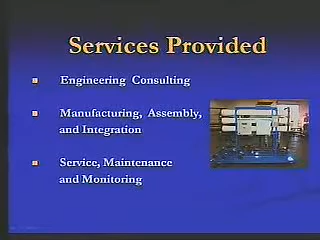 Services Provided
Engineering Consulting
Manufacturing, Assembly,
and Integration
Service, Maintenance
and Monitoring